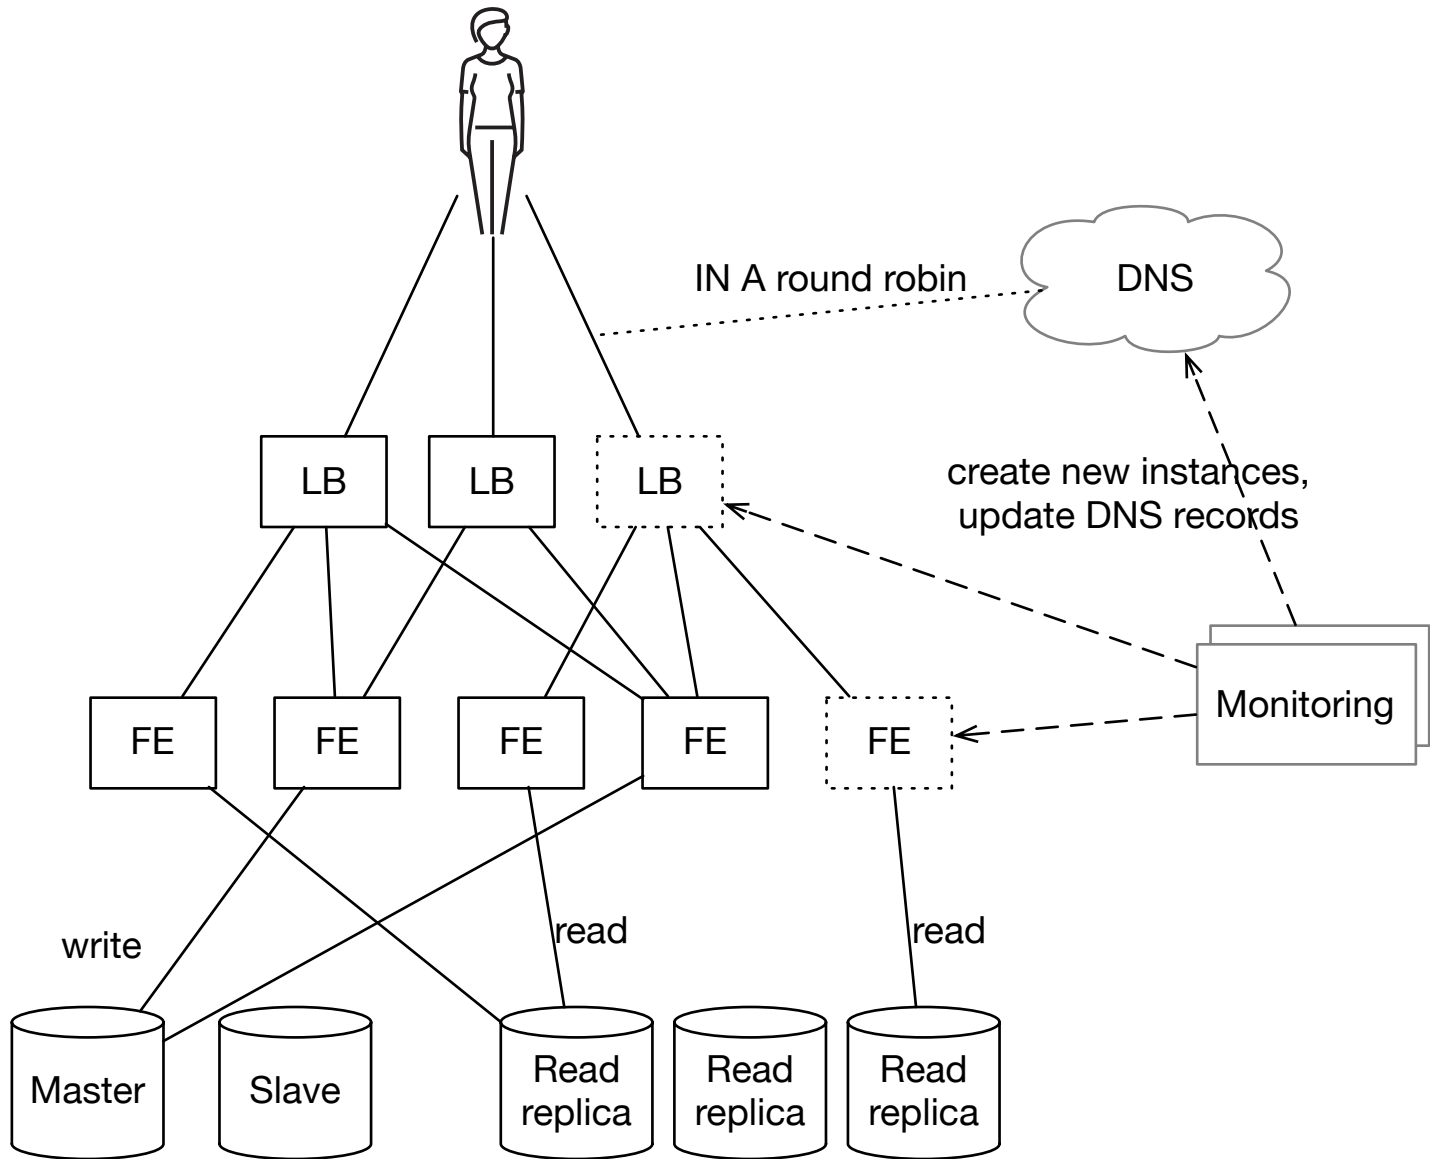 IN A round robin
DNS
create new instances,
update DNS records
LB
LB
LB
Monitoring
FE
FE
FE
FE
FE
write
read
read
Master
Slave
Read
replica
Read
replica
Read
replica